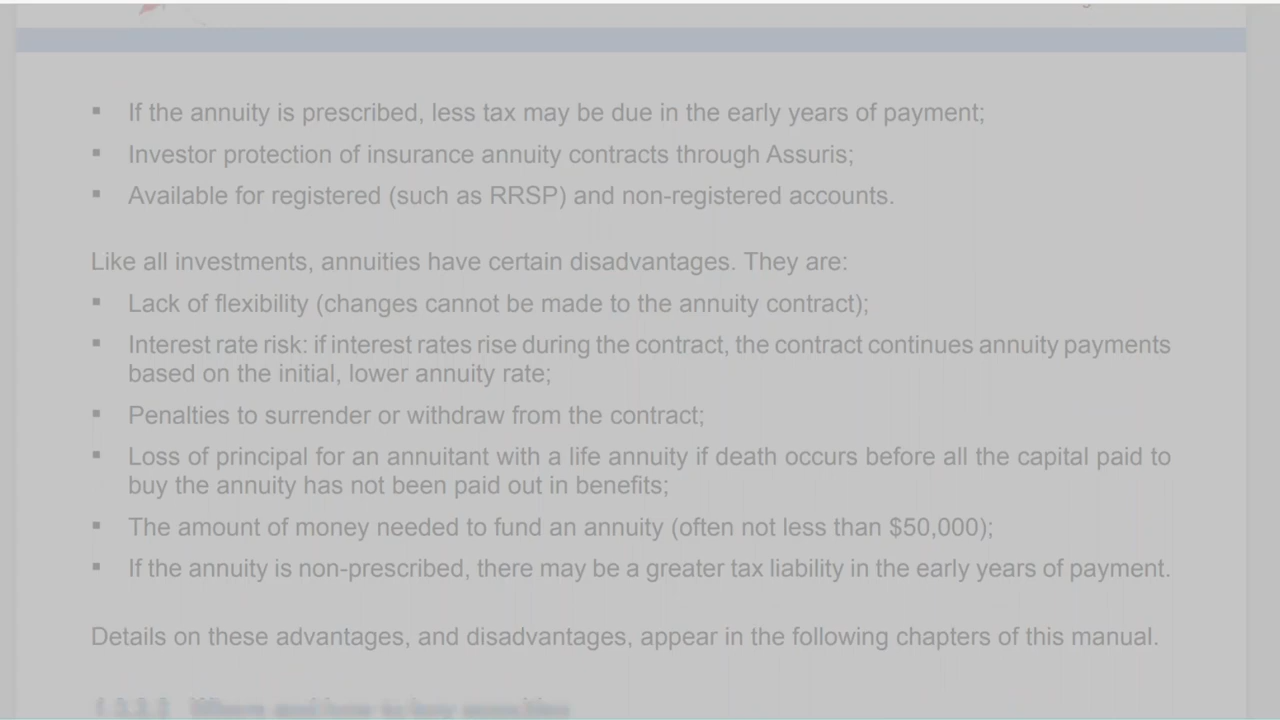 ▪ If the annuity is prescribed, less tax may be due in the early years of payment;
▪ Investor protection of insurance annuity contracts through Assuris;
▪ Available for registered (such as RRSP) and non-registered accounts.
Like all investments, annuities have certain disadvantages. They are:
▪ Lack of flexibility (changes cannot be made to the annuity contract);
▪ Interest rate risk: if interest rates rise during the contract, the contract continues annuity payments
based on the initial, lower annuity rate;
▪ Penalties to surrender or withdraw from the contract;
▪ Loss of principal for an annuitant with a life annuity if death occurs before all the capital paid to
buy the annuity has not been paid out in benefits;
▪ The amount of money needed to fund an annuity (often not less than $50,000);
▪ If the annuity is non-prescribed, there may be a greater tax liability in the early years of payment.
Details on these advantages, and disadvantages, appear in the following chapters of this manual.